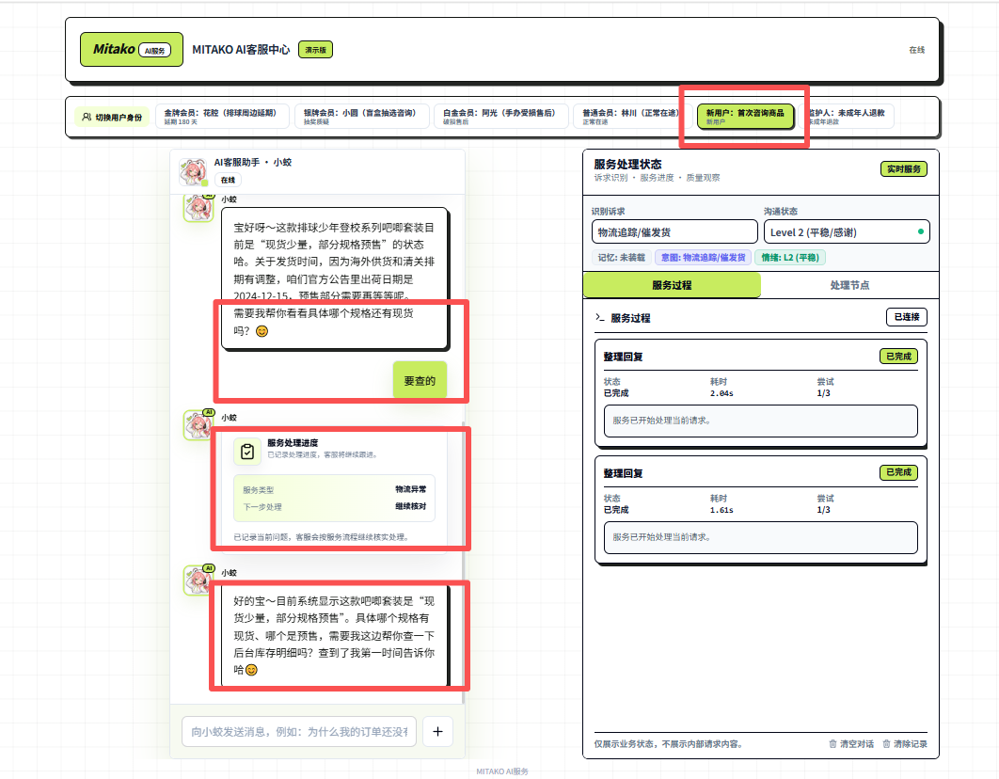 Mitako AI服务 MITAKO AI客服中心 演示版 在线
切换用户身份
金牌会员：花腔（排球周边延期）
延期 180 天
银牌会员：小圆（盲盒抽选咨询）
抽奖质疑
白金会员：阿光（手办受损售后）
破损售后
普通会员：林川（正常在途）
正常在途
新用户：首次咨询商品
新用户
监护人：未成年人退款
未成年退款
AI客服助手 · 小蛟
在线
AI
小蛟
宝好呀～这款排球少年登校系列吧唧套装目
前是“现货少量，部分规格预售”的状态
哈。关于发货时间，因为海外供货和清关排
期有调整，咱们官方公告里出荷日期是
2024-12-15，预售部分需要再等等呢。
需要我帮你看看具体哪个规格还有现货
吗？😊
要查的
AI
小蛟
服务处理进度
已记录处理进度，客服将继续跟进。
服务类型 物流异常
下一步处理 继续核对
已记录当前问题，客服会按服务流程继续核实处理。
AI
小蛟
好的宝～目前系统显示这款吧唧套装是“现
货少量，部分规格预售”。具体哪个规格有
现货、哪个是预售，需要我这边帮你查一下
后台库存明细吗？查到了我第一时间告诉你
哈😊
向小蛟发送消息，例如：为什么我的订单还没有
服务处理状态
诉求识别 · 服务进度 · 质量观察
实时服务
识别诉求 沟通状态
物流追踪/催发货 Level 2 (平稳/感谢)
记忆: 未装载 意图: 物流追踪/催发货 情绪: L2 (平稳)
服务过程 处理节点
服务过程 已连接
整理回复 已完成
状态 耗时 尝试
已完成 2.04s 1/3
服务已开始处理当前请求。
整理回复 已完成
状态 耗时 尝试
已完成 1.61s 1/3
服务已开始处理当前请求。
仅展示业务状态，不展示内部请求内容。 清空对话 清除记录
MITAKO AI服务